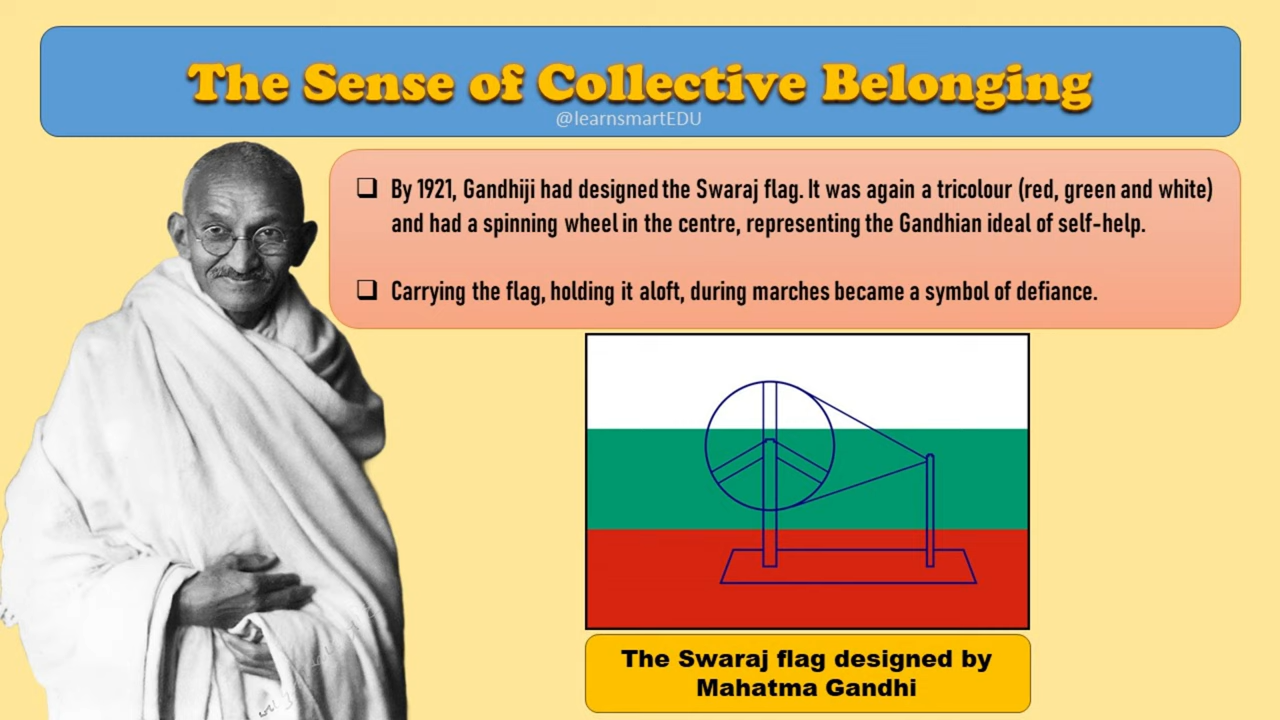 The Sense of Collective Belonging
@learnsmartEDU
❑ By 1921, Gandhiji had designed the Swaraj flag. It was again a tricolour (red, green and white)
and had a spinning wheel in the centre, representing the Gandhian ideal of self-help.
❑ Carrying the flag, holding it aloft, during marches became a symbol of defiance.
The Swaraj flag designed by
Mahatma Gandhi